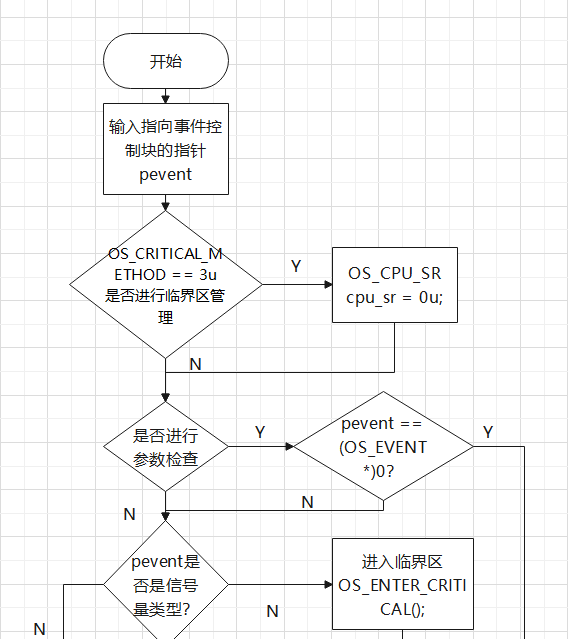 开始
输入指向事件控
制块的指针
pevent
OS_CRITICAL_M
ETHOD == 3u
是否进行临界区管
理
Y
OS_CPU_SR
cpu_sr = 0u;
N
是否进行
参数检查
Y
pevent ==
(OS_EVENT
*)0?
Y
N
N
pevent是
否是信号
量类型?
进入临界区
OS_ENTER_CRITI
CAL();
N
N